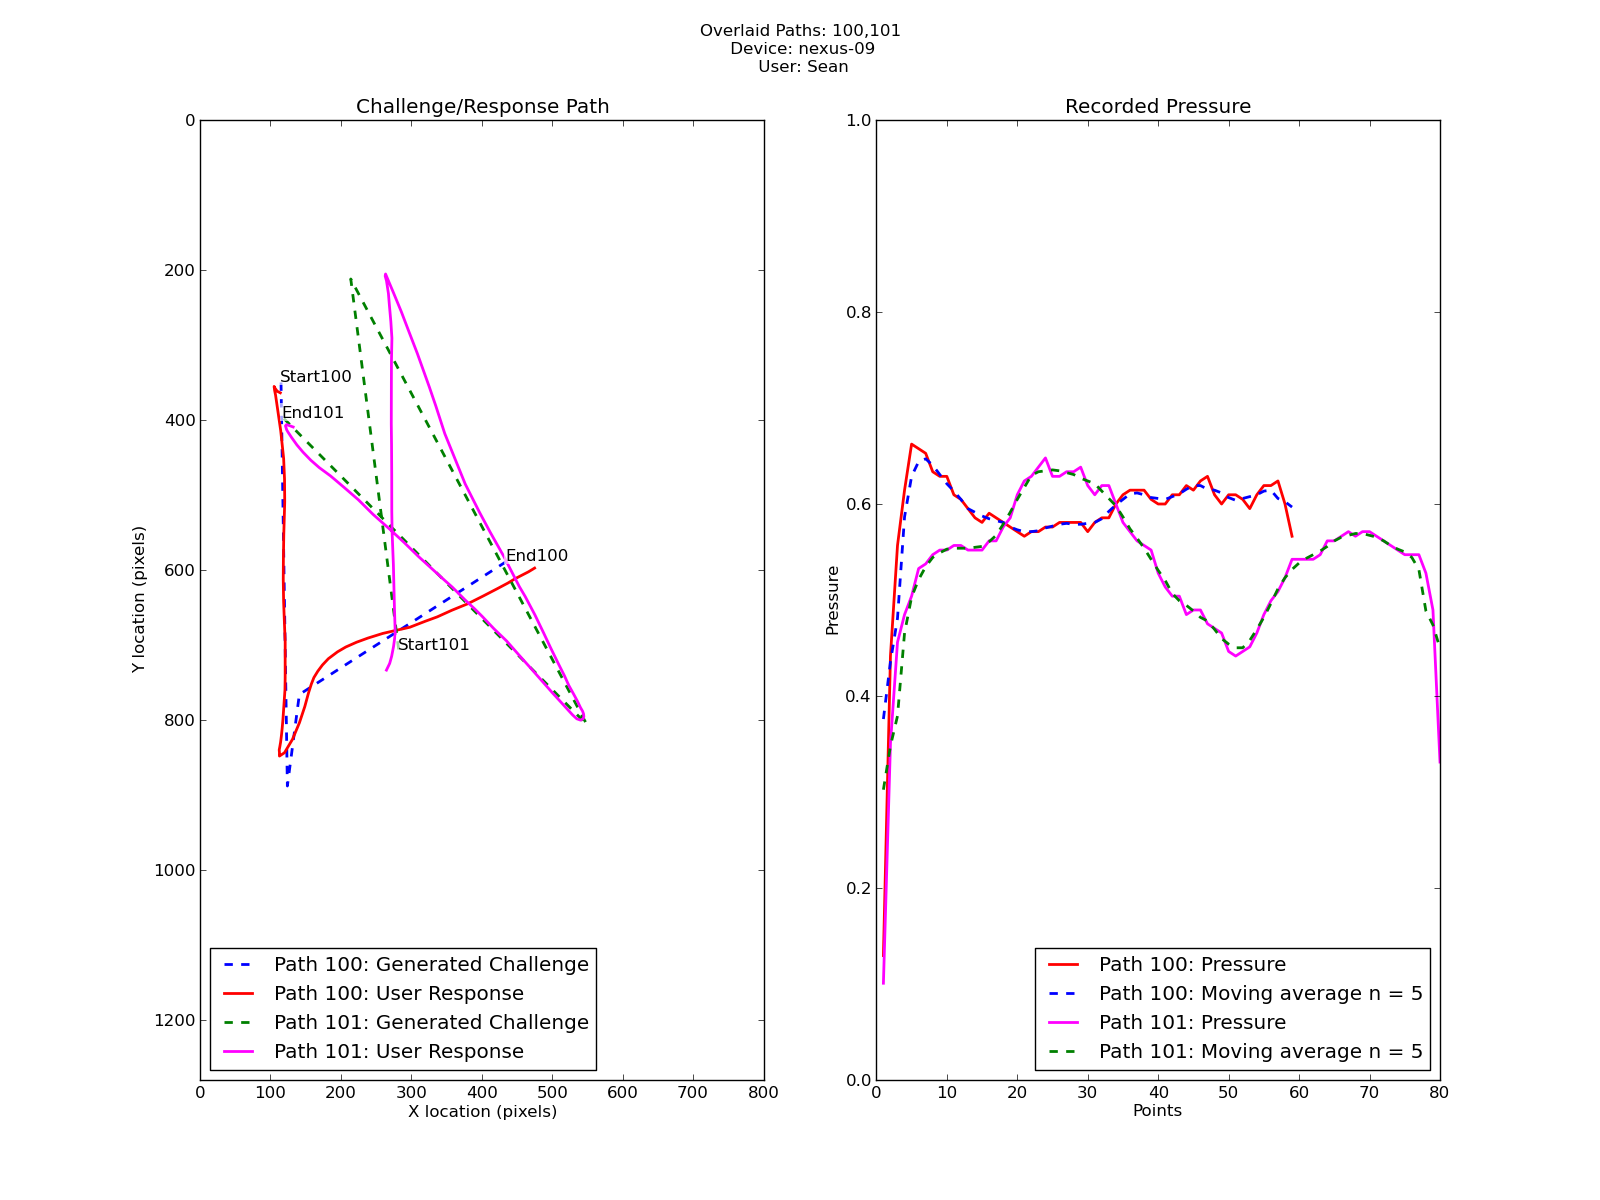 Overlaid Paths: 100,101
Device: nexus-09
User: Sean
Challenge/Response Path
0
200
400
600
800
1000
1200
Y location (pixels)
Start100
End101
End100
Start101
Path 100: Generated Challenge
Path 100: User Response
Path 101: Generated Challenge
Path 101: User Response
0 100 200 300 400 500 600 700 800
X location (pixels)
Recorded Pressure
1.0
0.8
0.6
0.4
0.2
0.0
Pressure
Path 100: Pressure
Path 100: Moving average n = 5
Path 101: Pressure
Path 101: Moving average n = 5
0 10 20 30 40 50 60 70 80
Points